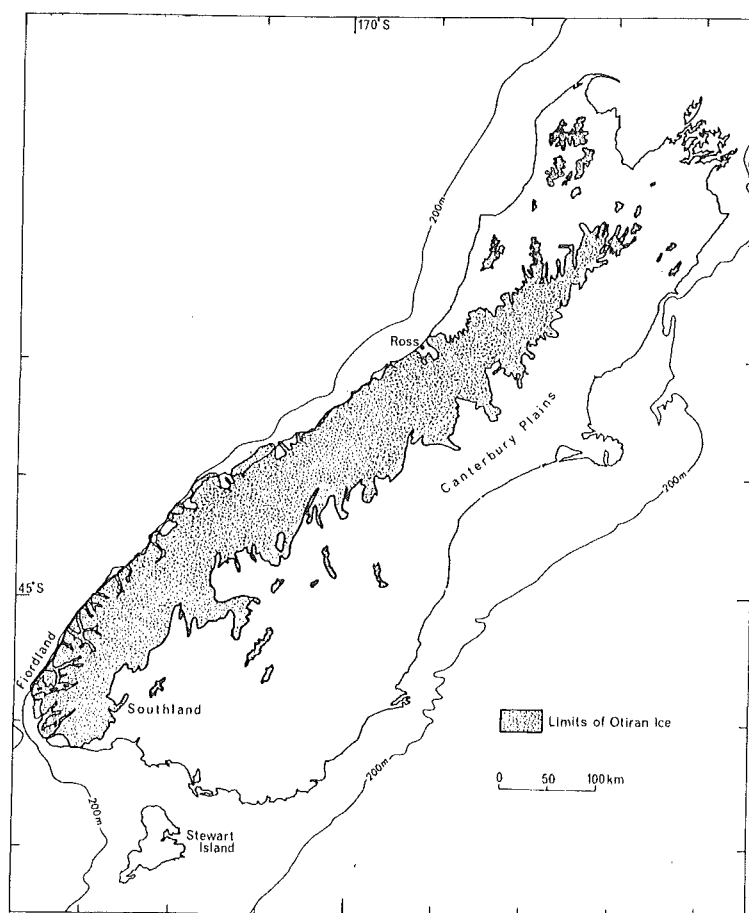 170°S
200m
Ross
Canterbury Plains
200m
45°S
Fiordland
Southland
Limits of Otiran Ice
0 50 100km
200m
200m
Stewart
Island